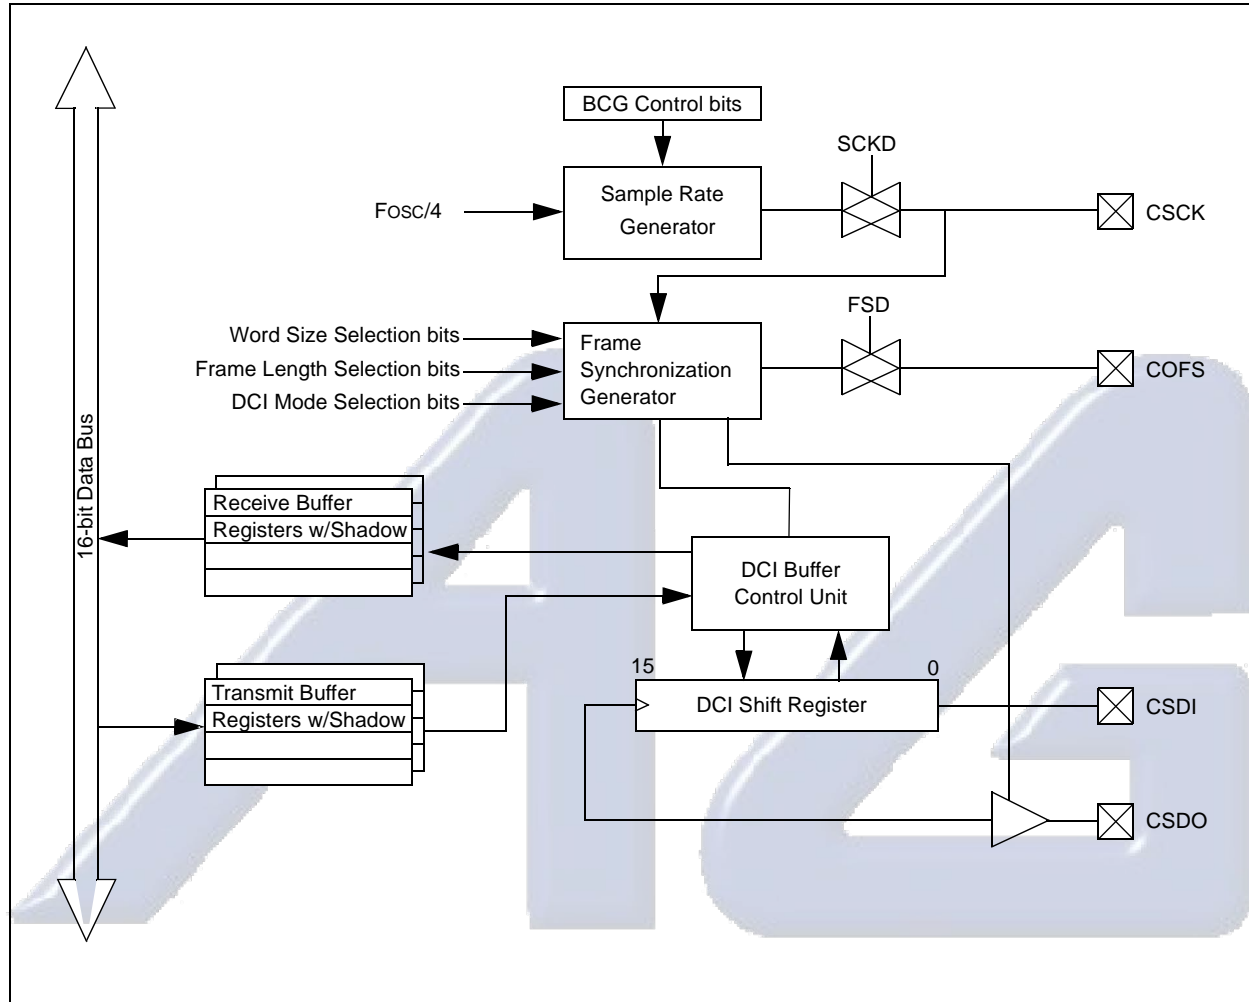 BCG Control bits
SCKD
Sample Rate
Generator
FOSC/4
CSCK
FSD
Word Size Selection bits
Frame Length Selection bits
DCI Mode Selection bits
Frame
Synchronization
Generator
COFS
16-bit Data Bus
Receive Buffer
Registers w/Shadow
DCI Buffer
Control Unit
15
0
Transmit Buffer
Registers w/Shadow
DCI Shift Register
CSDI
CSDO